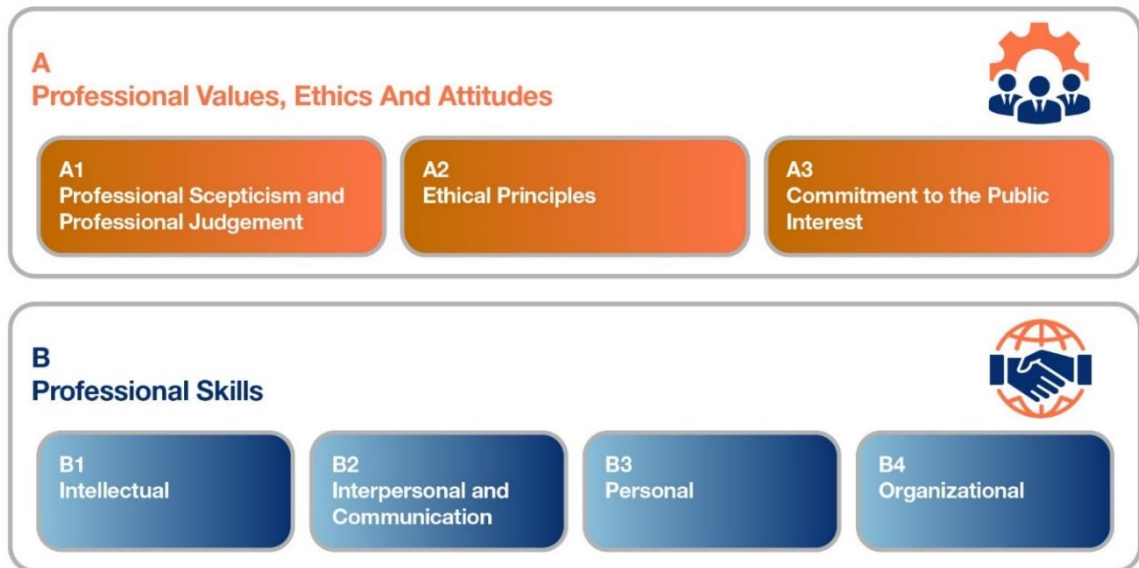 A
Professional Values, Ethics And Attitudes
A1
Professional Scepticism and
Professional Judgement
A2
Ethical Principles
A3
Commitment to the Public
Interest
B
Professional Skills
B1
Intellectual
B2
Interpersonal and
Communication
B3
Personal
B4
Organizational